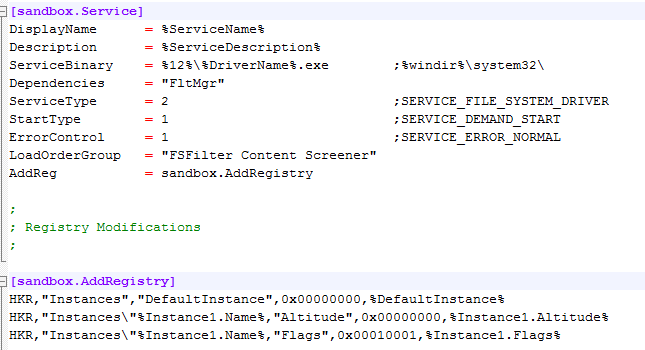 [sandbox.Service]
DisplayName = %ServiceName%
Description = %ServiceDescription%
ServiceBinary = %12%\%DriverName%.exe ;%windir%\system32\
Dependencies = "FltMgr"
ServiceType = 2 ;SERVICE_FILE_SYSTEM_DRIVER
StartType = 1 ;SERVICE_DEMAND_START
ErrorControl = 1 ;SERVICE_ERROR_NORMAL
LoadOrderGroup = "FSFilter Content Screener"
AddReg = sandbox.AddRegistry
;
; Registry Modifications
;
[sandbox.AddRegistry]
HKR,"Instances","DefaultInstance",0x00000000,%DefaultInstance%
HKR,"Instances\"%Instance1.Name%,"Altitude",0x00000000,%Instance1.Altitude%
HKR,"Instances\"%Instance1.Name%,"Flags",0x00010001,%Instance1.Flags%